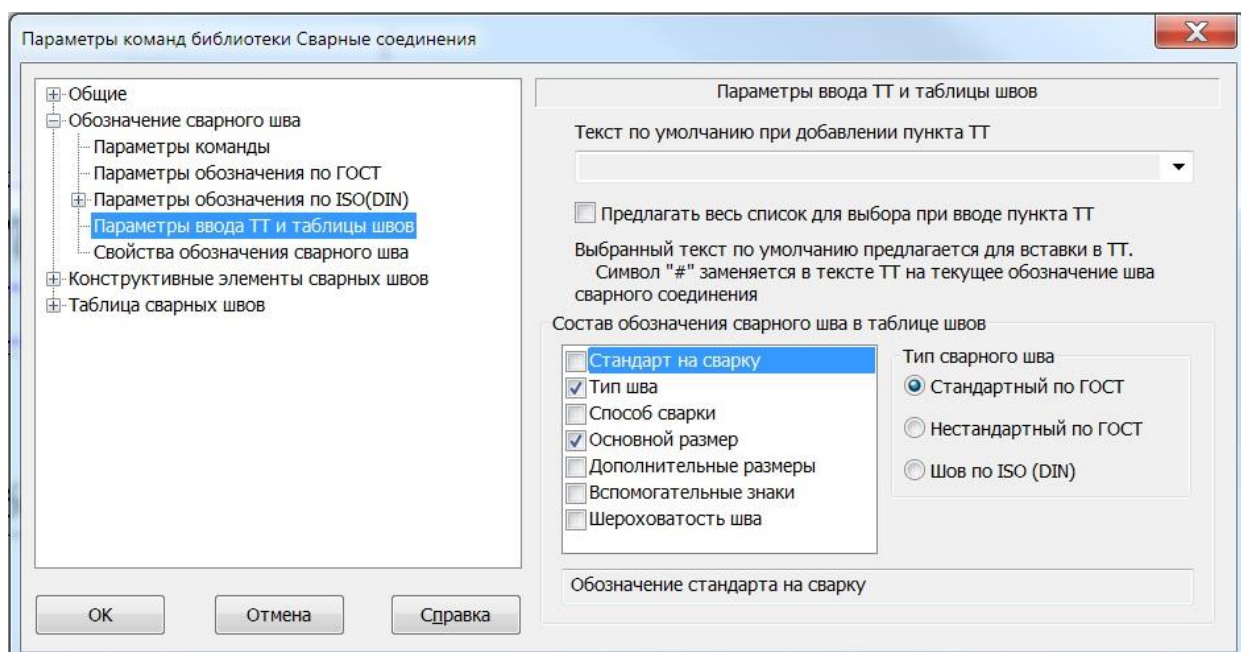 Параметры команд библиотеки Сварные соединения
Общие
Обозначение сварного шва
Параметры команды
Параметры обозначения по ГОСТ
Параметры обозначения по ISO(DIN)
Параметры ввода ТТ и таблицы швов
Свойства обозначения сварного шва
Конструктивные элементы сварных швов
Таблица сварных швов
OK
Отмена
Справка
Параметры ввода ТТ и таблицы швов
Текст по умолчанию при добавлении пункта ТТ
Предлагать весь список для выбора при вводе пункта ТТ
Выбранный текст по умолчанию предлагается для вставки в ТТ.
Символ "#" заменяется в тексте ТТ на текущее обозначение шва
сварного соединения
Состав обозначения сварного шва в таблице швов
Стандарт на сварку
Тип шва
Способ сварки
Основной размер
Дополнительные размеры
Вспомогательные знаки
Шероховатость шва
Тип сварного шва
Стандартный по ГОСТ
Нестандартный по ГОСТ
Шов по ISO (DIN)
Обозначение стандарта на сварку